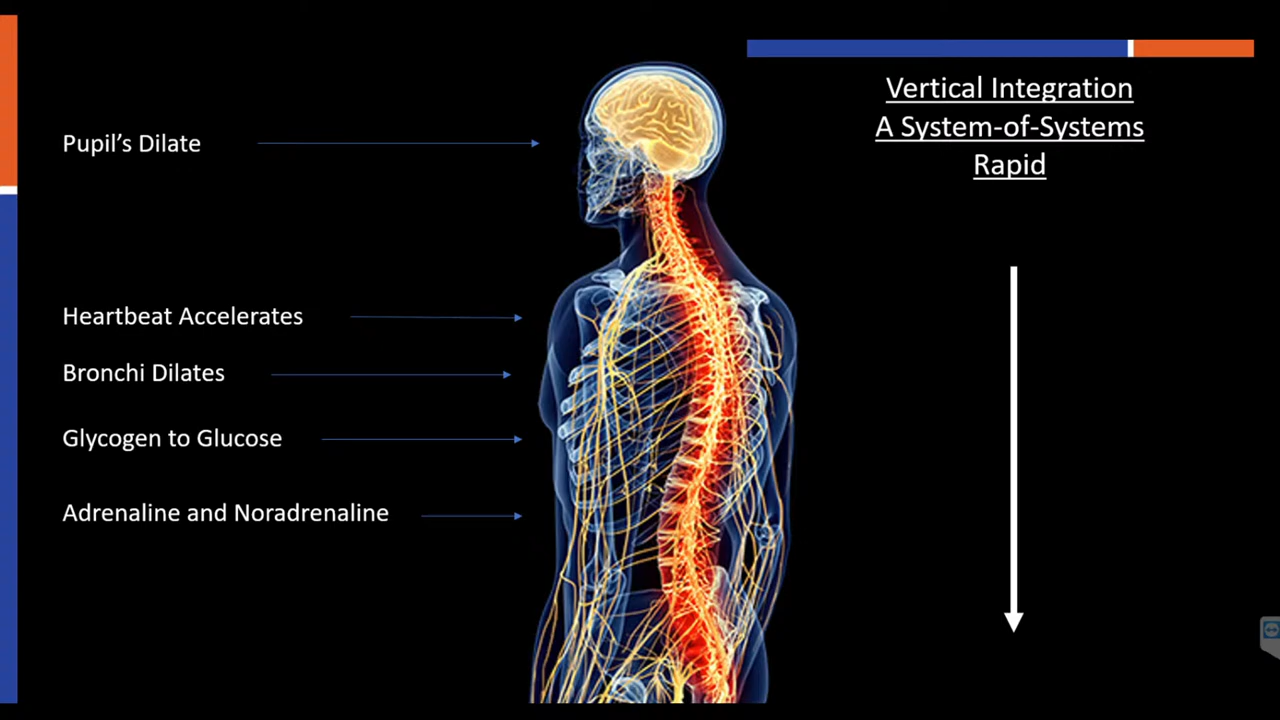 Vertical Integration
A System-of-Systems
Rapid
Pupil’s Dilate
Heartbeat Accelerates
Bronchi Dilates
Glycogen to Glucose
Adrenaline and Noradrenaline